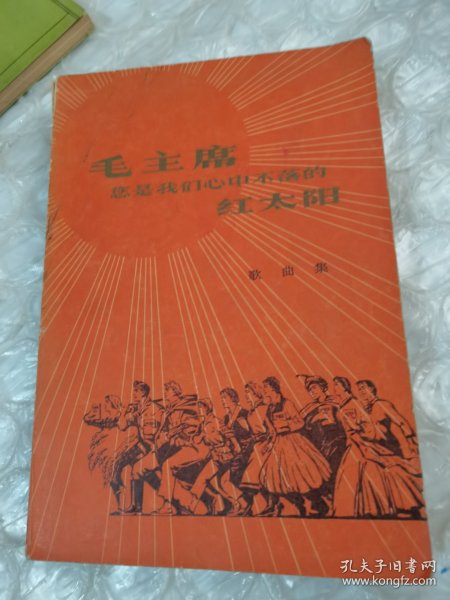 毛主席
您是我们心中不落的
红太阳
歌曲集
孔夫子旧书网
www.kongfz.com